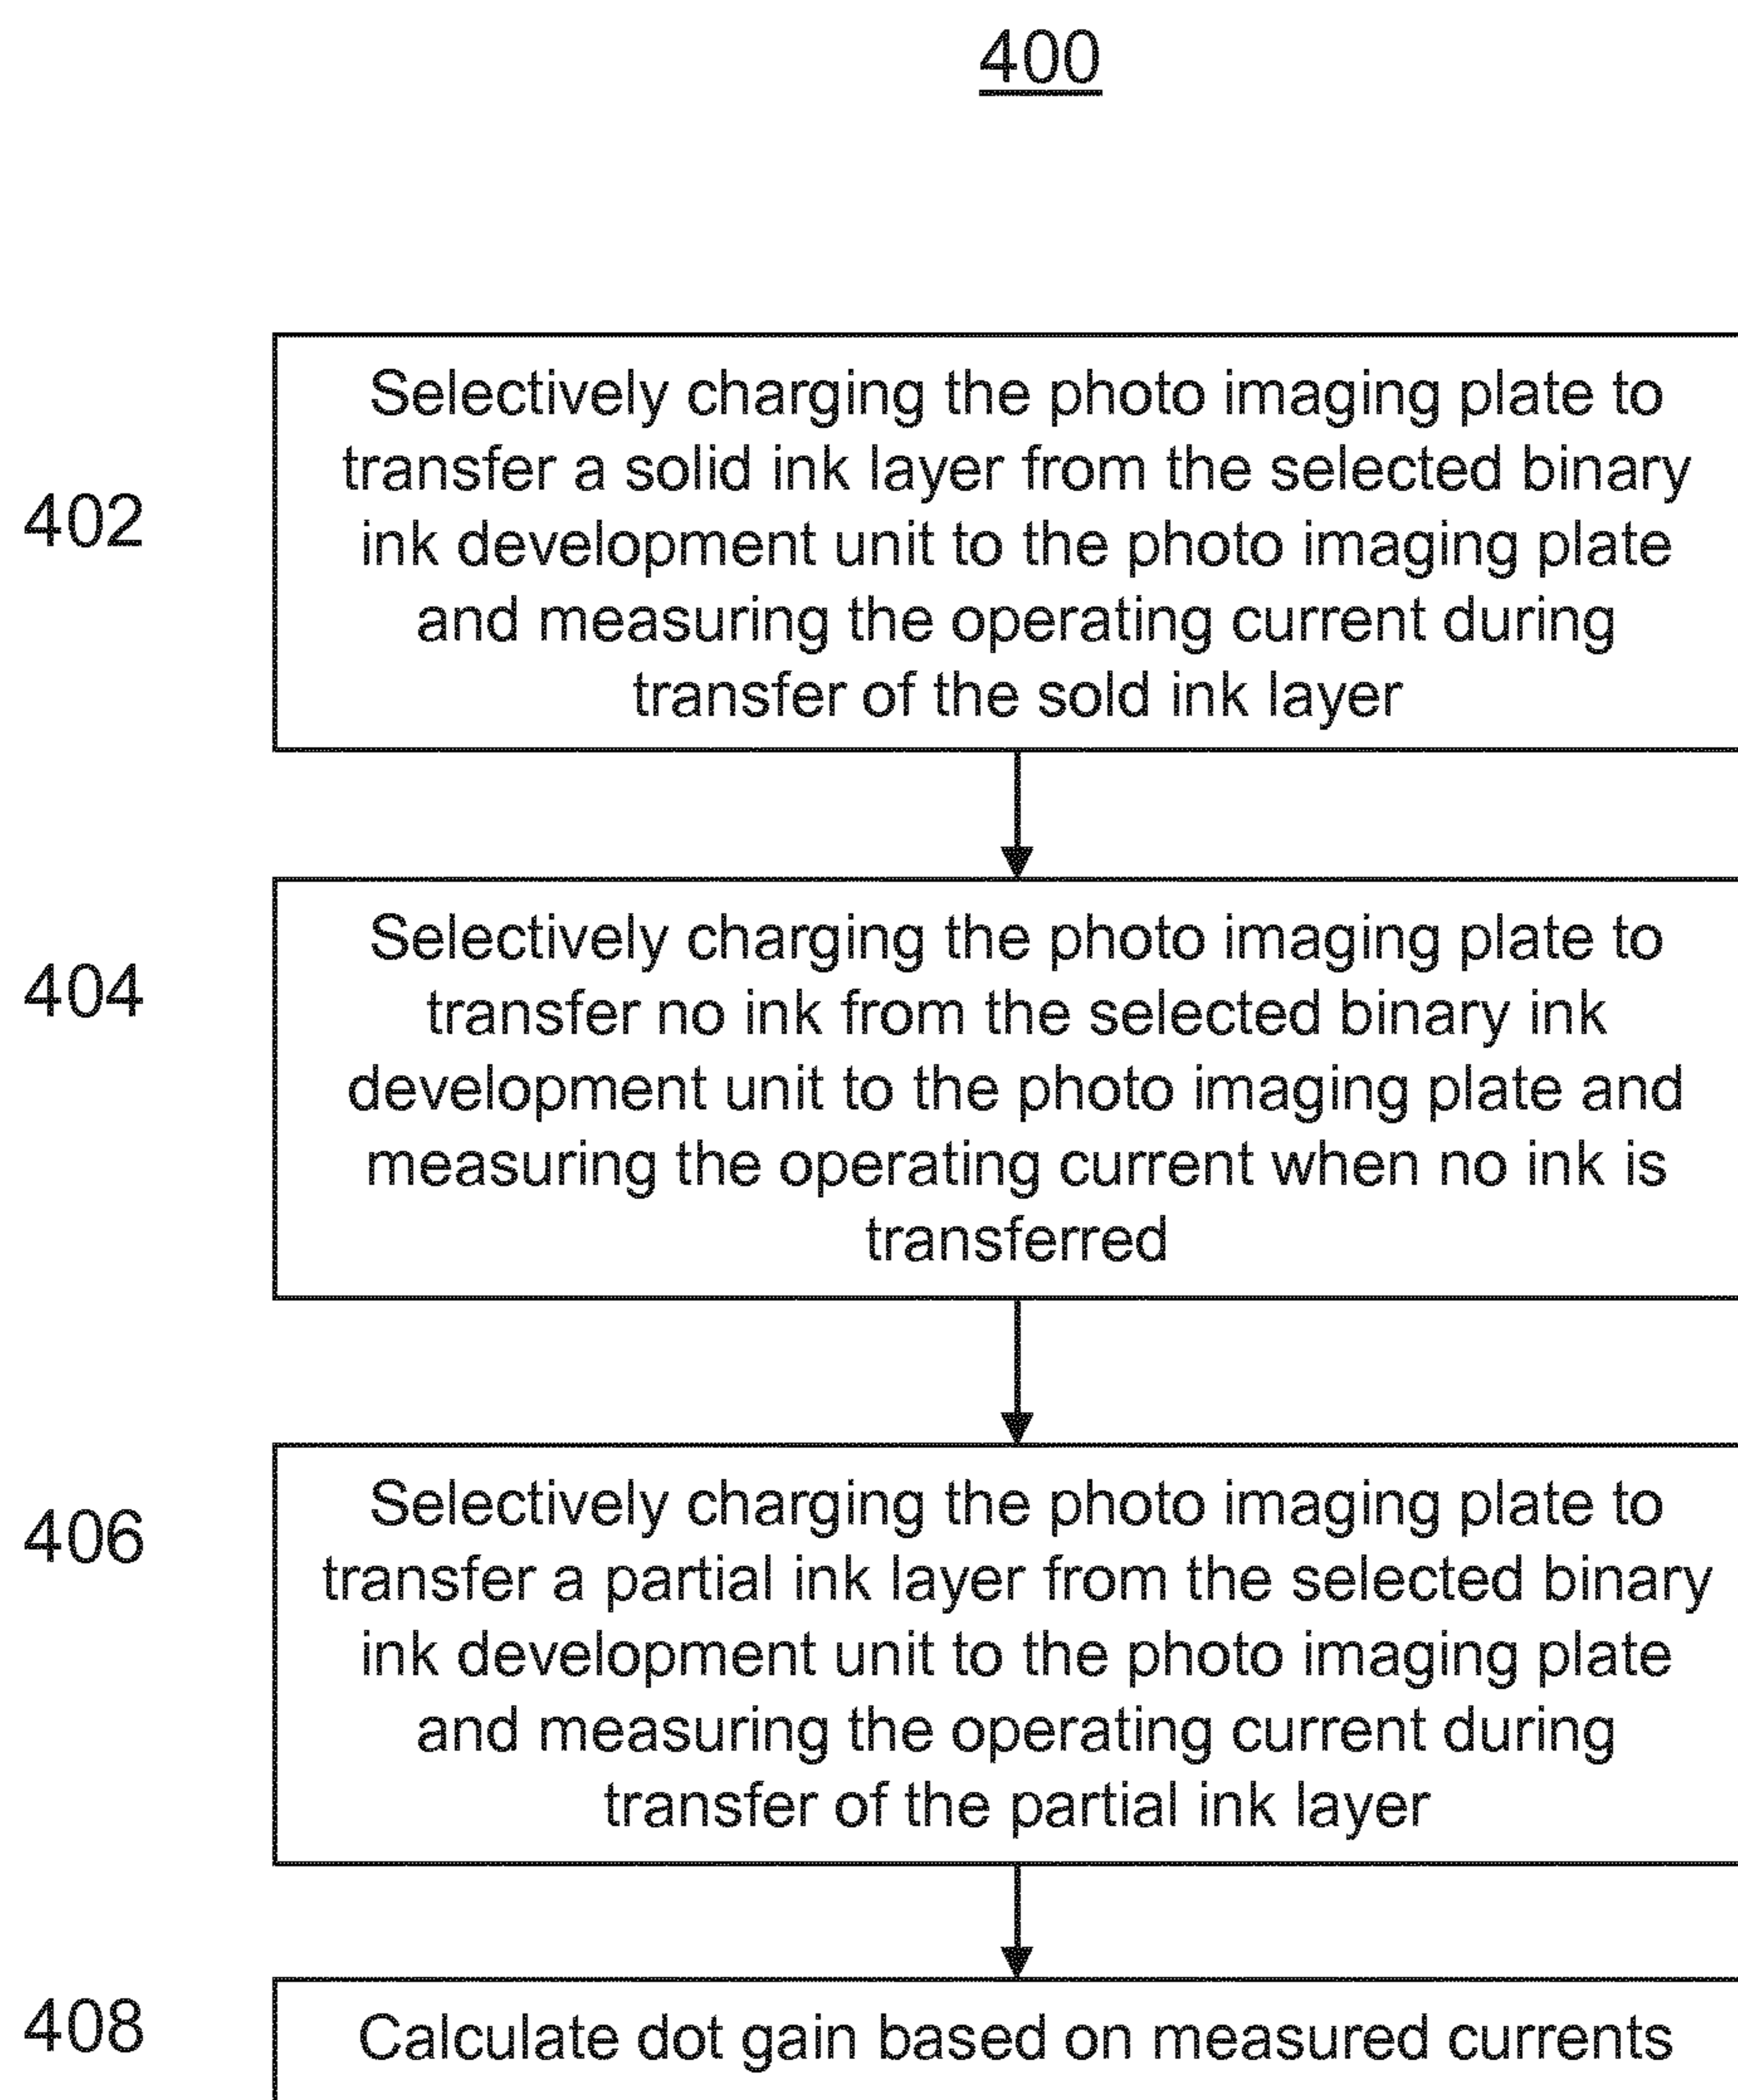 400
402
Selectively charging the photo imaging plate to
transfer a solid ink layer from the selected binary
ink development unit to the photo imaging plate
and measuring the operating current during
transfer of the sold ink layer
404
Selectively charging the photo imaging plate to
transfer no ink from the selected binary ink
development unit to the photo imaging plate and
measuring the operating current when no ink is
transferred
406
Selectively charging the photo imaging plate to
transfer a partial ink layer from the selected binary
ink development unit to the photo imaging plate
and measuring the operating current during
transfer of the partial ink layer
408
Calculate dot gain based on measured currents